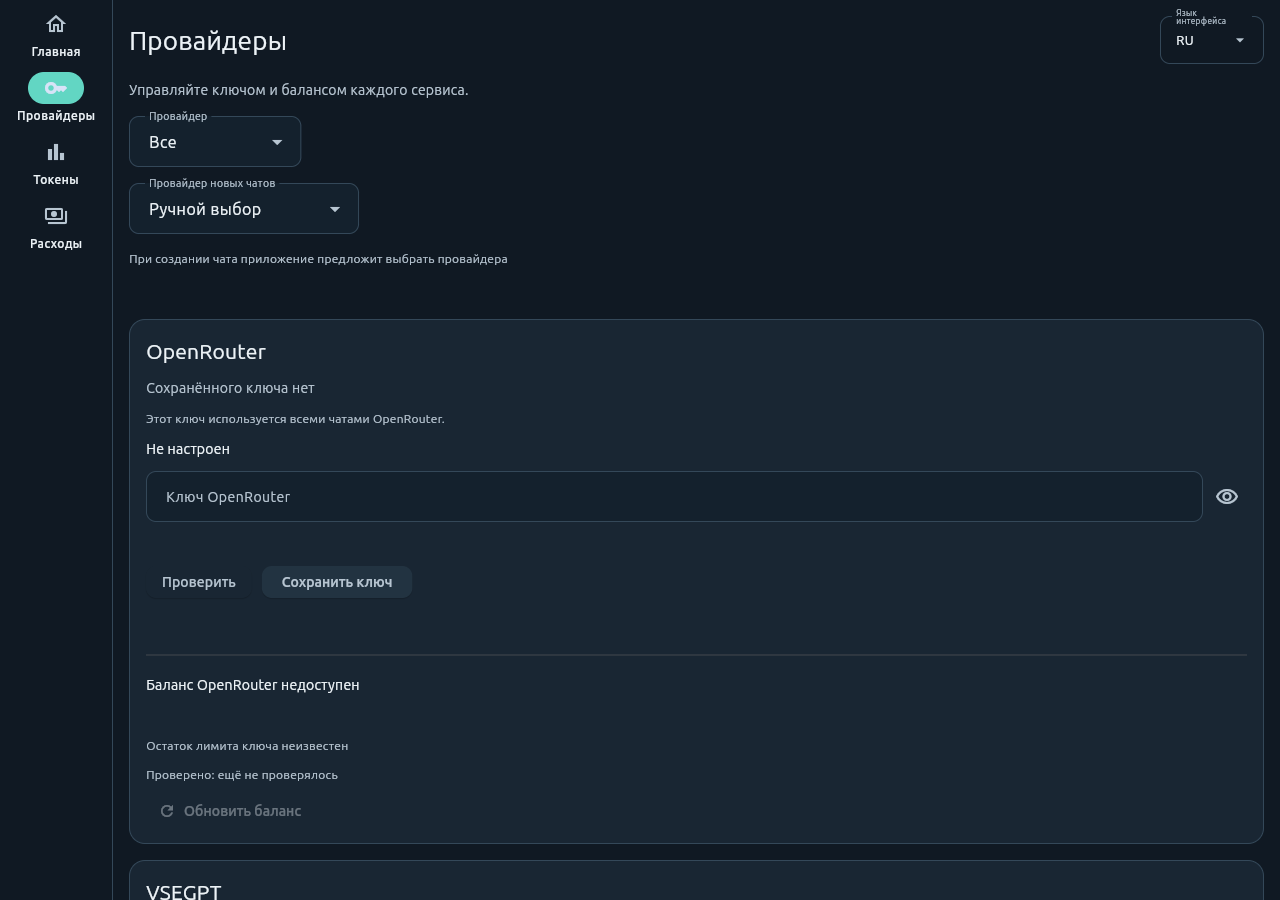 Главная
Провайдеры
Токены
Расходы
Провайдеры
Язык
интерфейса
RU
Управляйте ключом и балансом каждого сервиса.
Провайдер
Все
Провайдер новых чатов
Ручной выбор
При создании чата приложение предложит выбрать провайдера
OpenRouter
Сохранённого ключа нет
Этот ключ используется всеми чатами OpenRouter.
Не настроен
Ключ OpenRouter
Проверить
Сохранить ключ
Баланс OpenRouter недоступен
Остаток лимита ключа неизвестен
Проверено: ещё не проверялось
Обновить баланс
VSEGPT